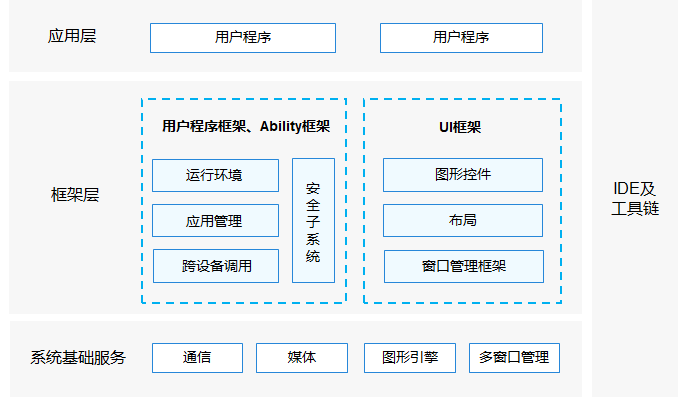 应用层
用户程序
用户程序
框架层
用户程序框架、Ability框架
运行环境
应用管理
跨设备调用
安
全
子
系
统
UI框架
图形控件
布局
窗口管理框架
系统基础服务
通信
媒体
图形引擎
多窗口管理
IDE及
工具链